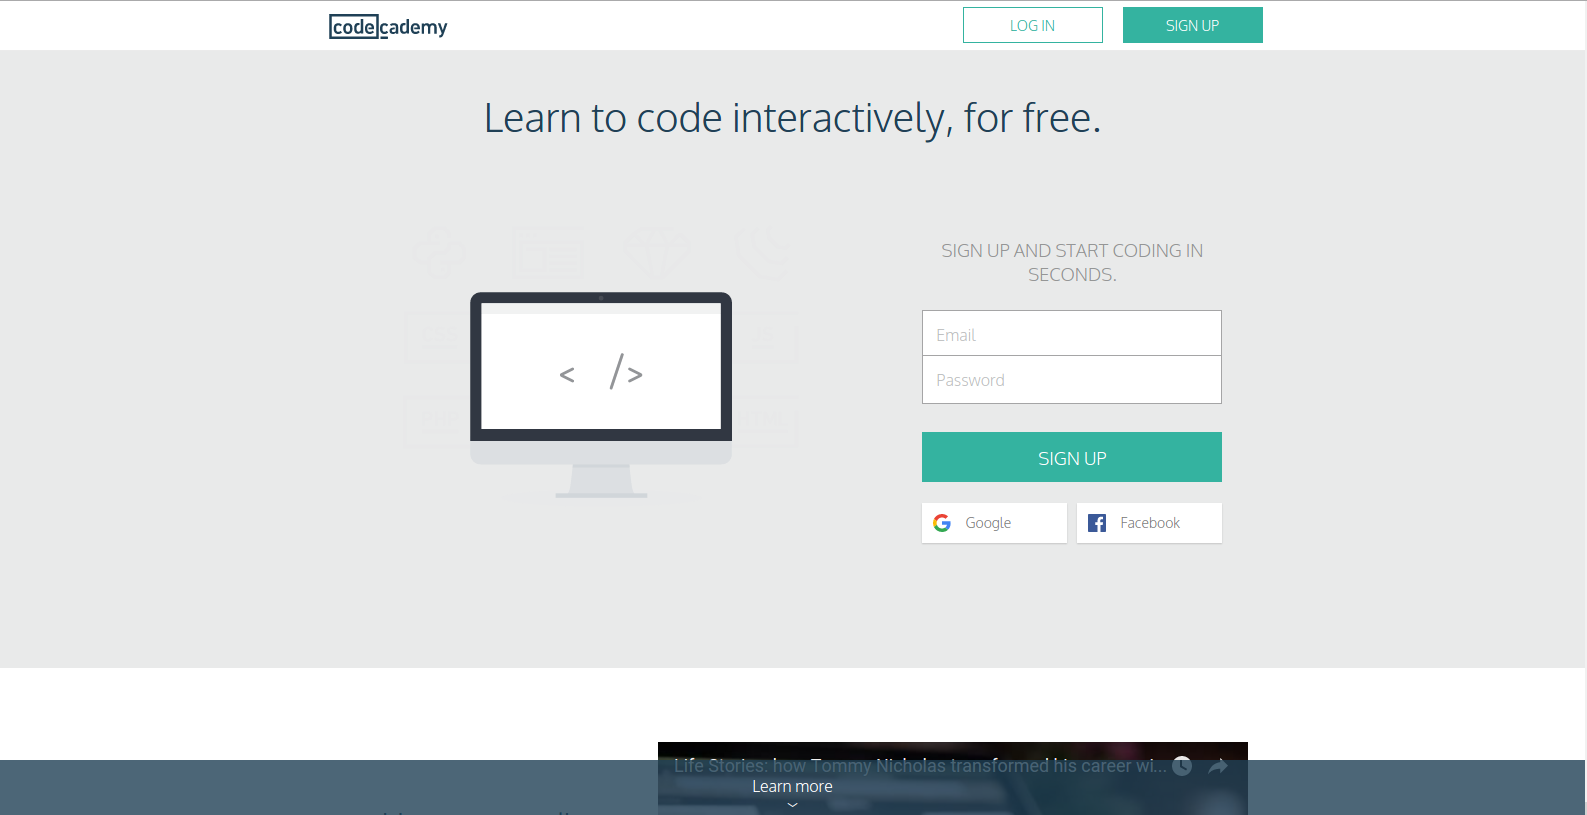 codecademy
LOG IN
SIGN UP
Learn to code interactively, for free.
SIGN UP AND START CODING IN
SECONDS.
Email
Password
< />
SIGN UP
Google
Facebook
Life Stories: how Tommy Nicholas transformed his career wi...
Learn more